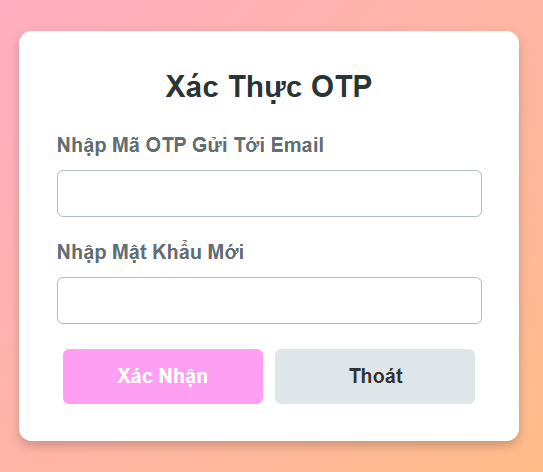 Xác Thực OTP
Nhập Mã OTP Gửi Tới Email
Nhập Mật Khẩu Mới
Xác Nhận
Thoát